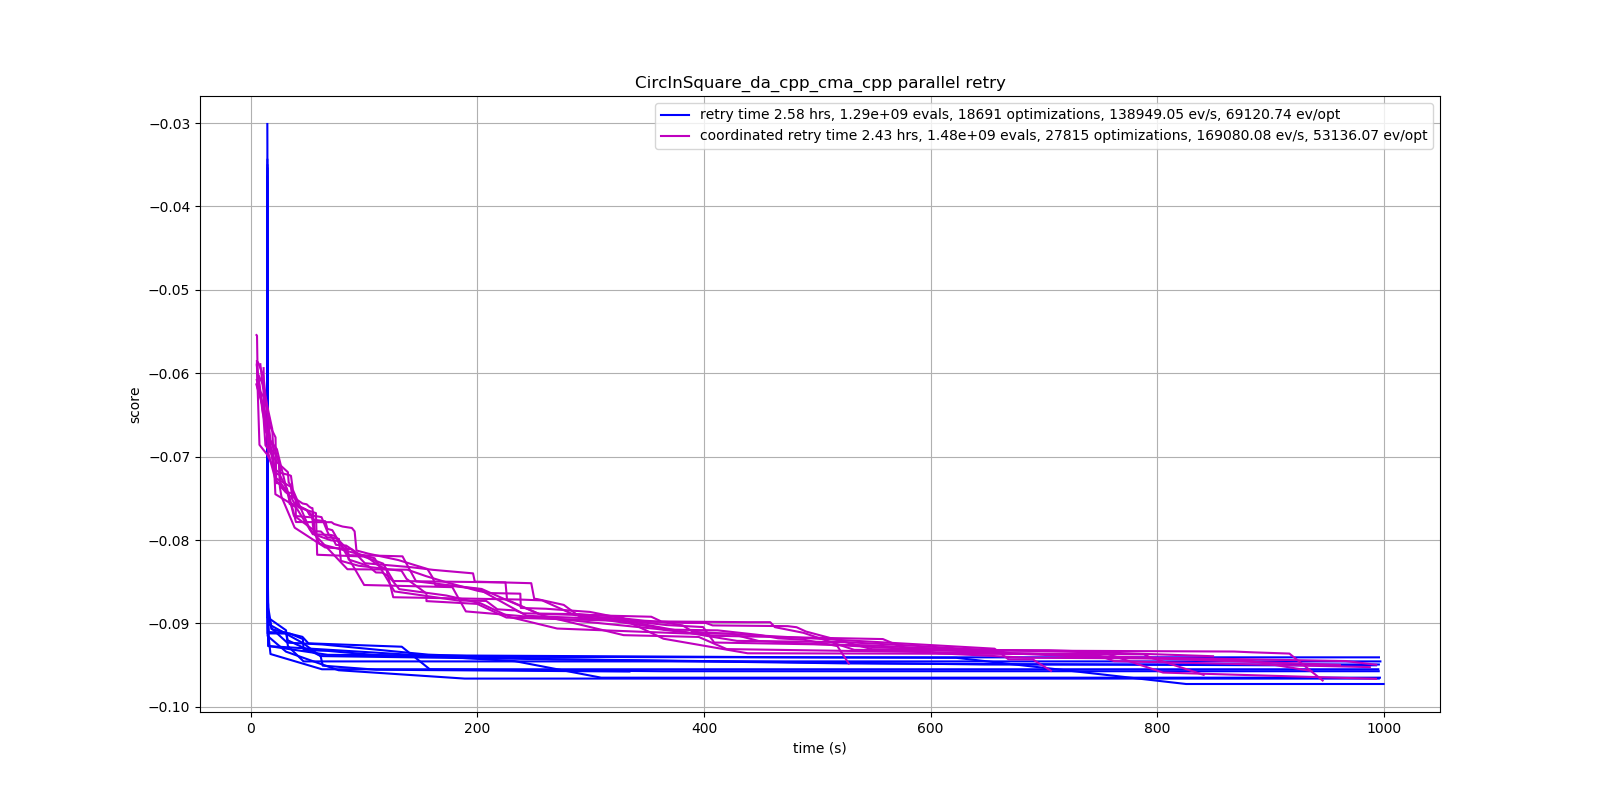 CircInSquare_da_cpp_cma_cpp parallel retry
retry time 2.58 hrs, 1.29e+09 evals, 18691 optimizations, 138949.05 ev/s, 69120.74 ev/opt
coordinated retry time 2.43 hrs, 1.48e+09 evals, 27815 optimizations, 169080.08 ev/s, 53136.07 ev/opt
score
−0.03
−0.04
−0.05
−0.06
−0.07
−0.08
−0.09
−0.10
0 200 400 600 800 1000
time (s)